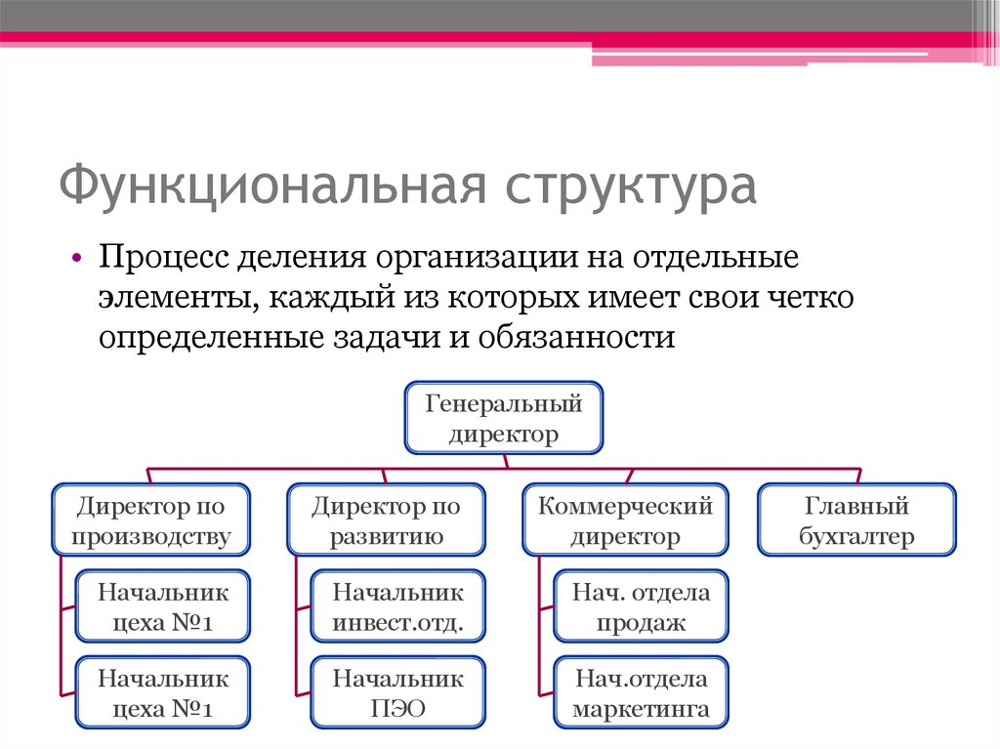 Функциональная структура
• Процесс деления организации на отдельные
элементы, каждый из которых имеет свои четко
определенные задачи и обязанности
Генеральный
директор
Директор по
производству
Директор по
развитию
Коммерческий
директор
Главный
бухгалтер
Начальник
цеха №1
Начальник
инвест.отд.
Нач. отдела
продаж
Начальник
цеха №1
Начальник
ПЭО
Нач.отдела
маркетинга